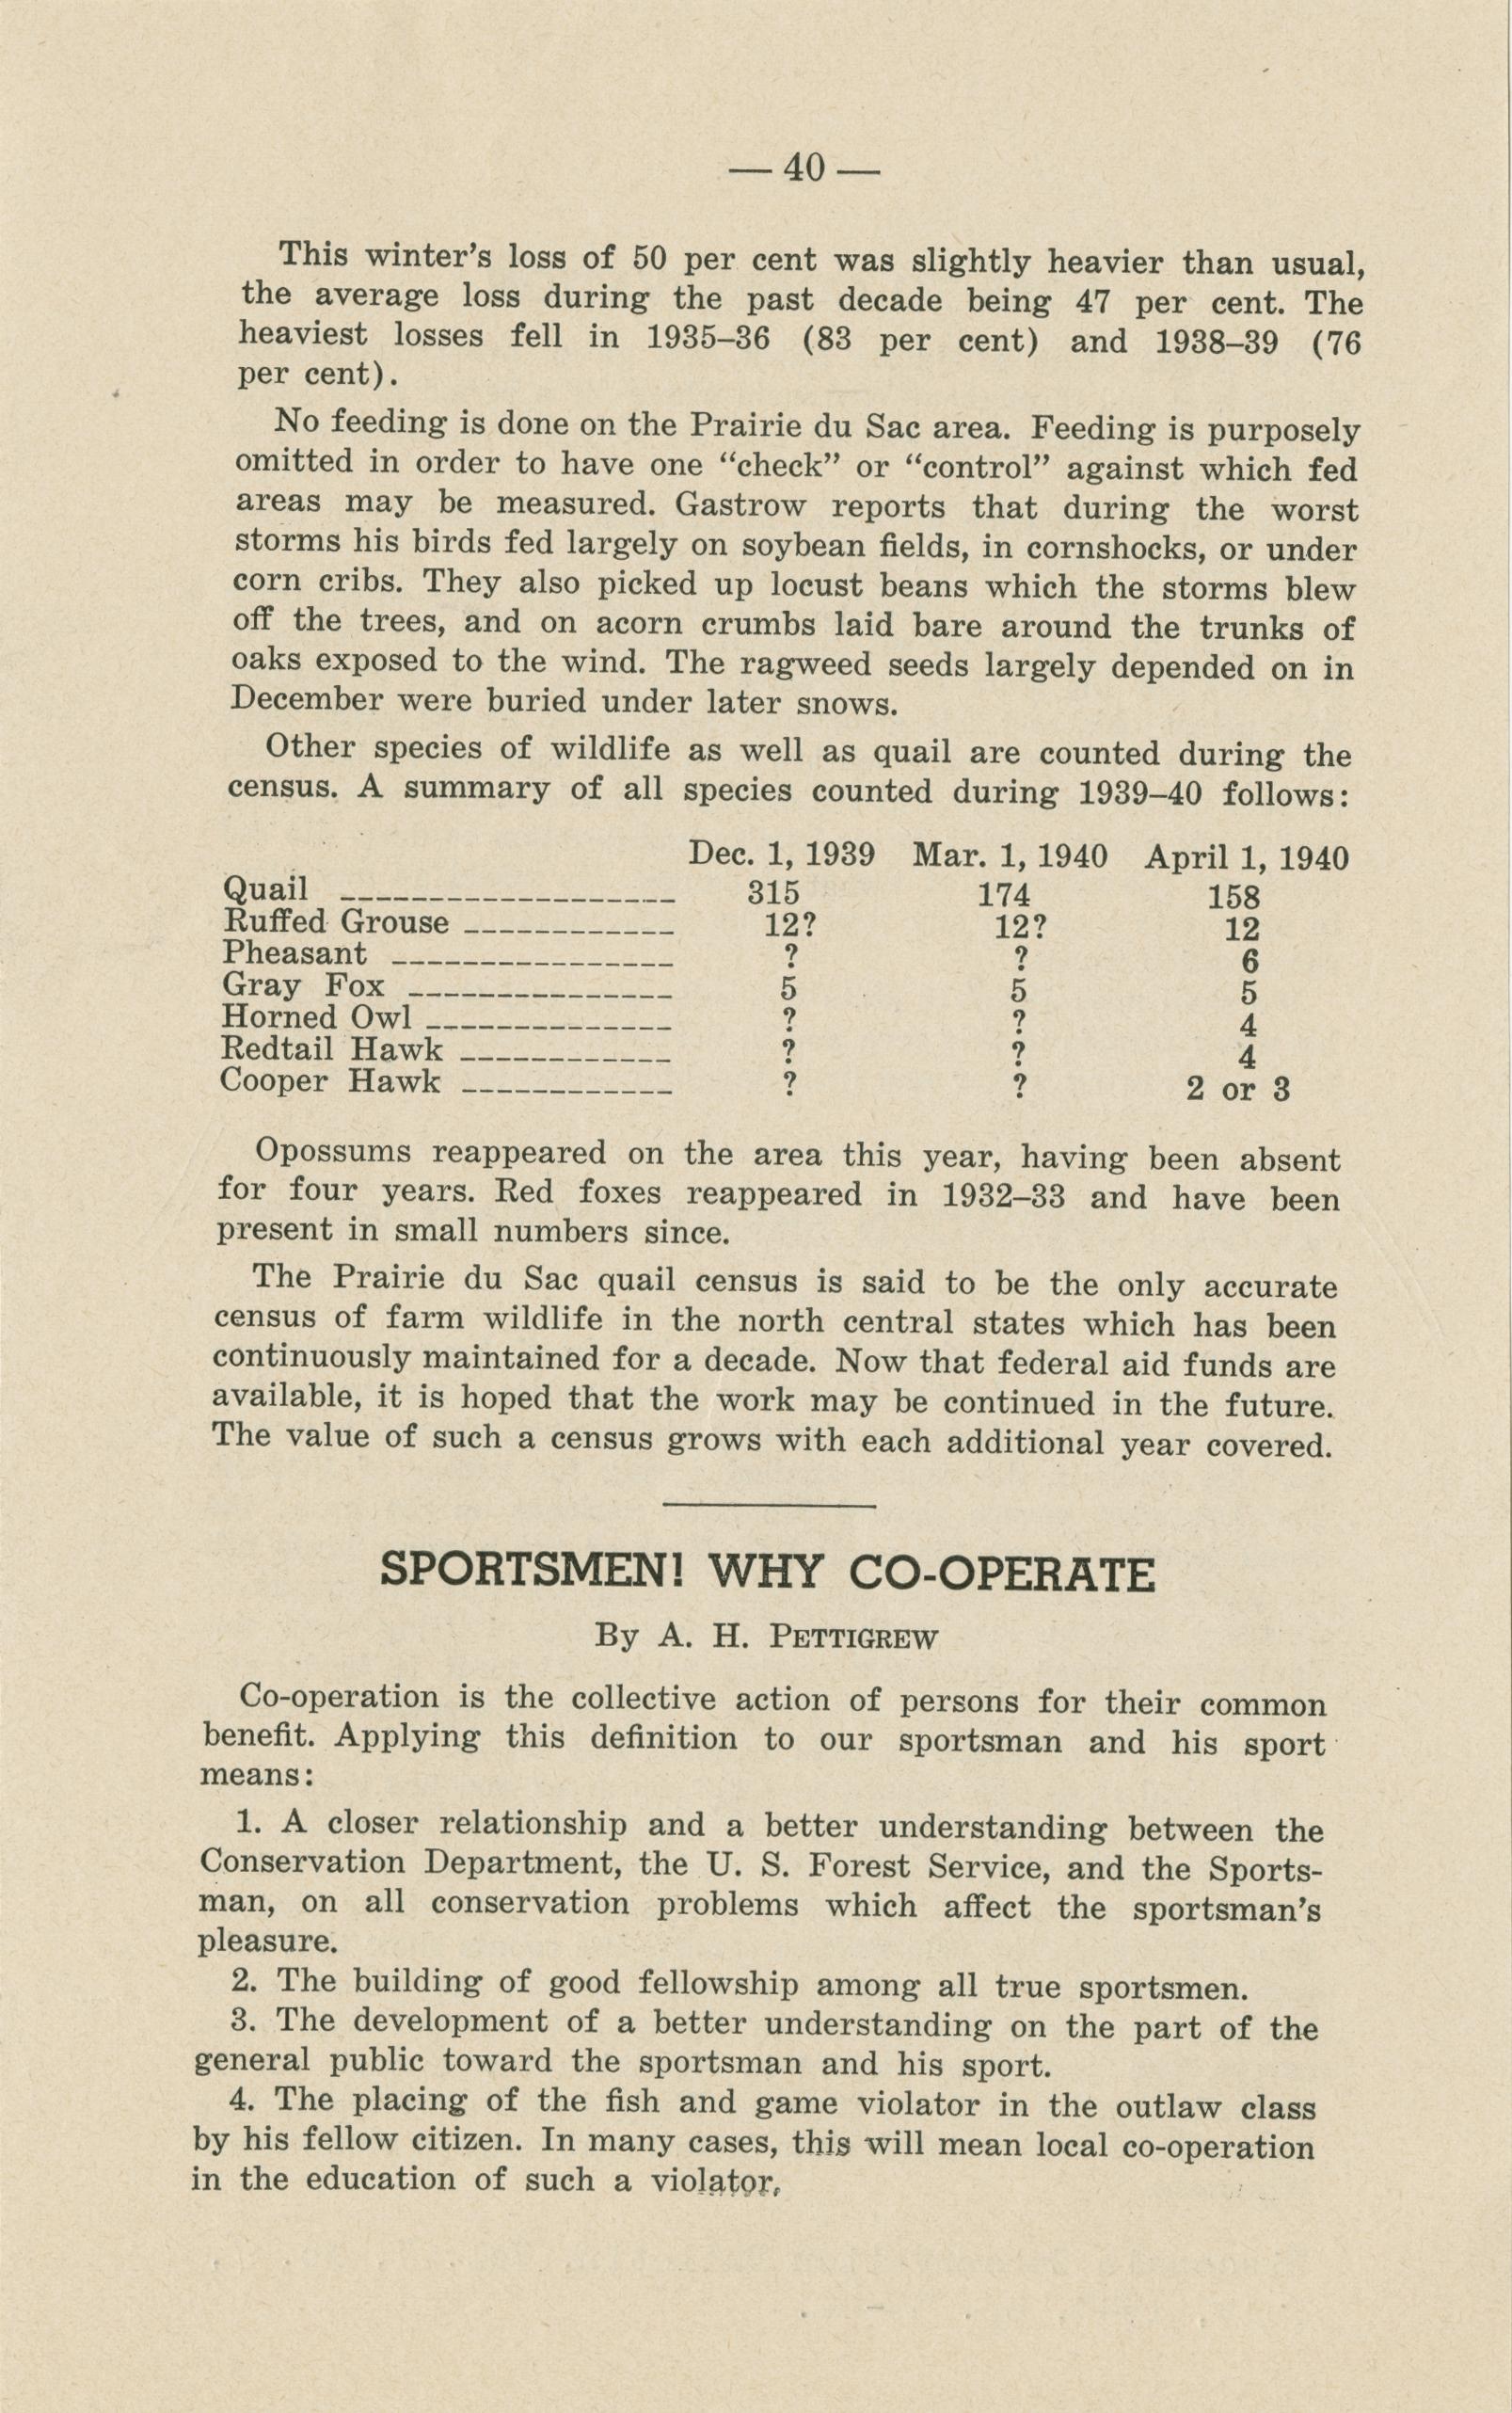 — 40 —
This winter's loss of 50 per cent was slightly heavier than usual,
the average loss during the past decade being 47 per cent. The
heaviest losses fell in 1935–36 (83 per cent) and 1938–39 (76
per cent).
No feeding is done on the Prairie du Sac area. Feeding is purposely
omitted in order to have one “check” or “control” against which fed
areas may be measured. Gastrow reports that during the worst
storms his birds fed largely on soybean fields, in cornshocks, or under
corn cribs. They also picked up locust beans which the storms blew
off the trees, and on acorn crumbs laid bare around the trunks of
oaks exposed to the wind. The ragweed seeds largely depended on in
December were buried under later snows.
Other species of wildlife as well as quail are counted during the
census. A summary of all species counted during 1939–40 follows:
Dec. 1, 1939 Mar. 1, 1940 April 1, 1940
Quail ------------------- 315 174 158
Ruffed Grouse ------------ 12? 12? 12
Pheasant ---------------- ? ? 6
Gray Fox --------------- 5 5 5
Horned Owl -------------- ? ? 4
Redtail Hawk ------------ ? ? 4
Cooper Hawk ------------ ? ? 2 or 3
Opossums reappeared on the area this year, having been absent
for four years. Red foxes reappeared in 1932–33 and have been
present in small numbers since.
The Prairie du Sac quail census is said to be the only accurate
census of farm wildlife in the north central states which has been
continuously maintained for a decade. Now that federal aid funds are
available, it is hoped that the work may be continued in the future.
The value of such a census grows with each additional year covered.
SPORTSMEN! WHY CO-OPERATE
By A. H. PETTIGREW
Co-operation is the collective action of persons for their common
benefit. Applying this definition to our sportsman and his sport
means:
1. A closer relationship and a better understanding between the
Conservation Department, the U. S. Forest Service, and the Sports-
man, on all conservation problems which affect the sportsman's
pleasure.
2. The building of good fellowship among all true sportsmen.
3. The development of a better understanding on the part of the
general public toward the sportsman and his sport.
4. The placing of the fish and game violator in the outlaw class
by his fellow citizen. In many cases, this will mean local co-operation
in the education of such a violator.